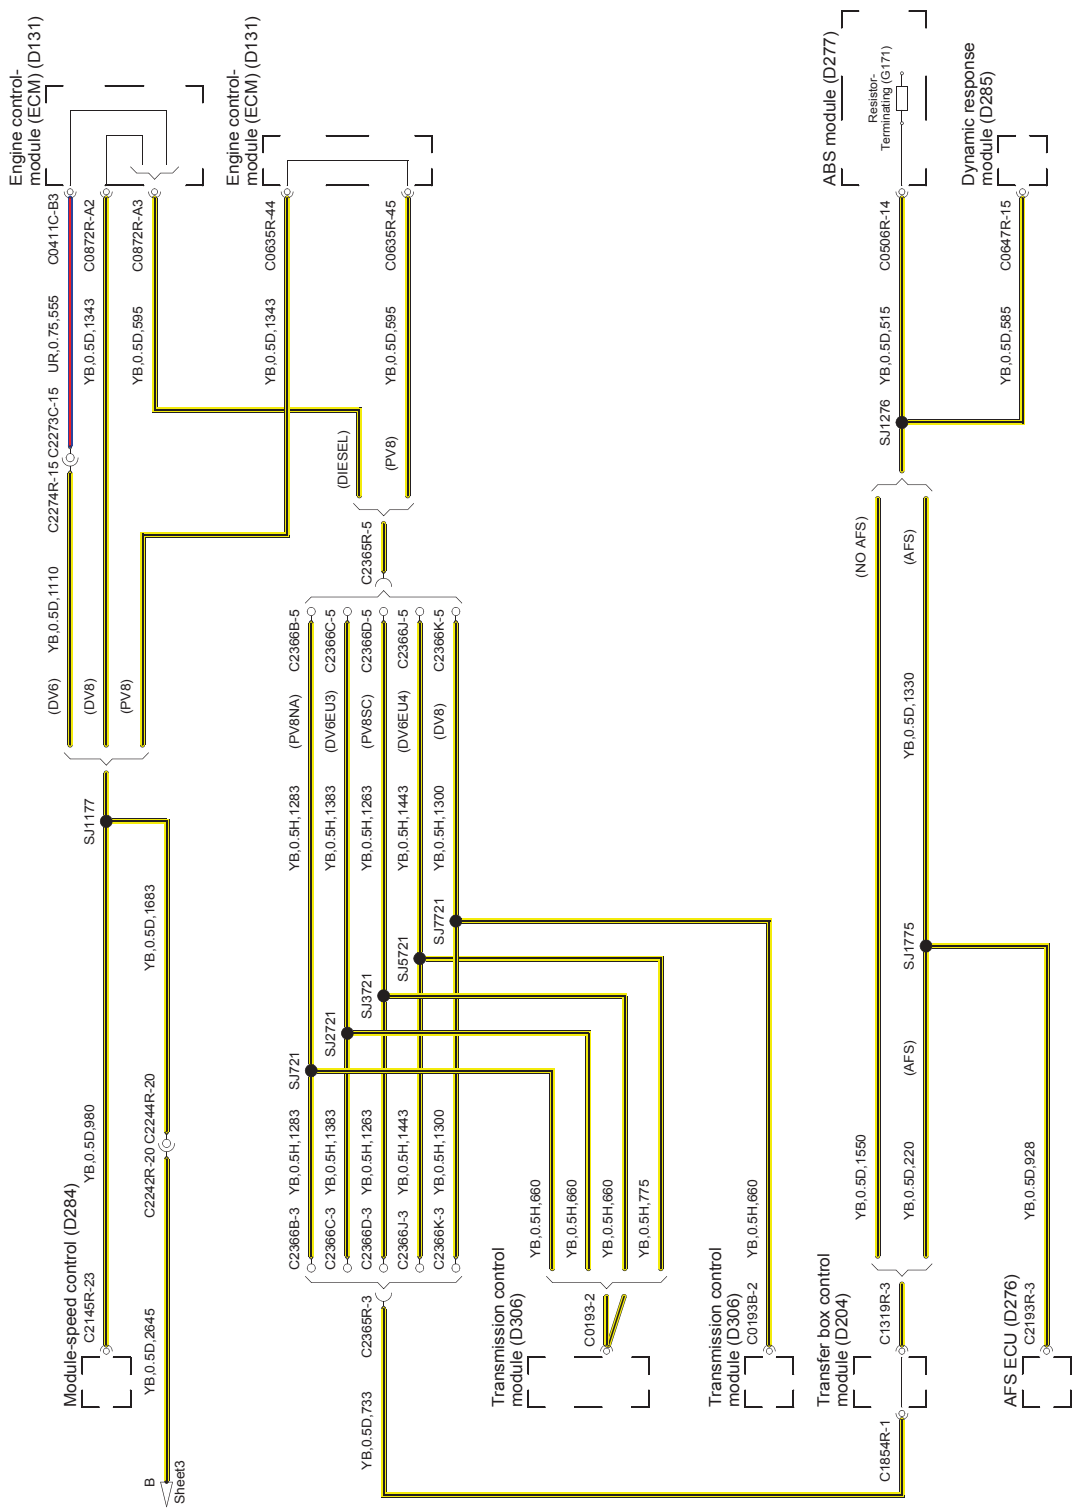 Engine control-
module (ECM) (D131)
C0411C-B3
C0872R-A2
C0872R-A3
UR,0.75,555
YB,0.5D,1343
YB,0.5D,595
C2273C-15
C2274R-15
YB,0.5D,1110
(DV6)
(DV8)
(PV8)
SJ1177
YB,0.5D,1683
YB,0.5D,980
C2244R-20
C2242R-20
Module-speed control (D284)
C2145R-23
YB,0.5D,2645
B
Sheet3
Engine control-
module (ECM) (D131)
C0635R-44
C0635R-45
YB,0.5D,1343
YB,0.5D,595
(DIESEL)
(PV8)
C2365R-5
C2366B-5
C2366C-5
C2366D-5
C2366J-5
C2366K-5
(PV8NA)
(DV6EU3)
(PV8SC)
(DV6EU4)
(DV8)
YB,0.5H,1283
YB,0.5H,1383
YB,0.5H,1263
YB,0.5H,1443
YB,0.5H,1300
SJ721
SJ2721
SJ3721
SJ5721
SJ7721
YB,0.5H,1283
YB,0.5H,1383
YB,0.5H,1263
YB,0.5H,1443
YB,0.5H,1300
C2366B-3
C2366C-3
C2366D-3
C2366J-3
C2366K-3
C2365R-3
YB,0.5D,733
YB,0.5H,660
YB,0.5H,660
YB,0.5H,660
YB,0.5H,775
Transmission control
module (D306)
C0193-2
YB,0.5H,660
Transmission control
module (D306)
C0193B-2
ABS module (D277)
Resistor-
Terminating (G171)
C0506R-14
YB,0.5D,515
Dynamic response
module (D285)
C0647R-15
YB,0.5D,585
SJ1276
(NO AFS)
(AFS)
YB,0.5D,1330
SJ1775
(AFS)
YB,0.5D,1550
YB,0.5D,220
YB,0.5D,928
Transfer box control
module (D204)
C1319R-3
C1854R-1
AFS ECU (D276)
C2193R-3